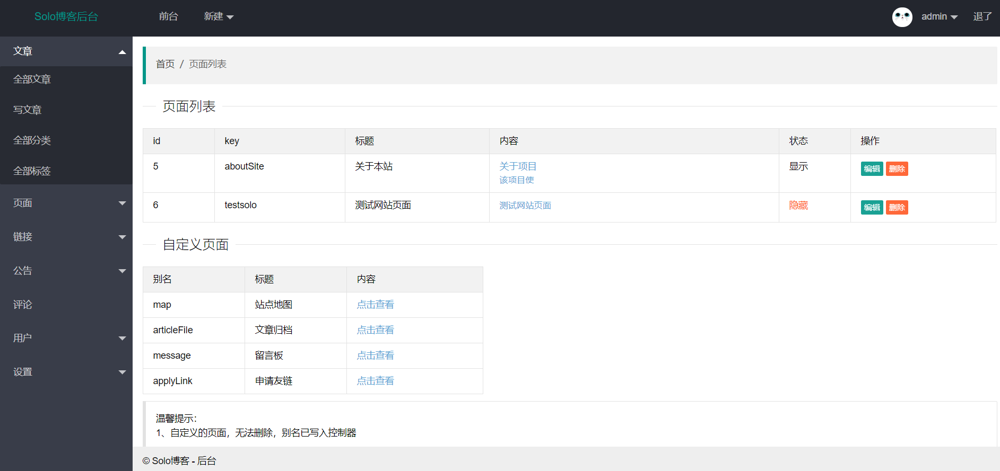 Solo博客后台 前台 新建 admin 退了
文章
全部文章
写文章
全部分类
全部标签
页面
链接
公告
评论
用户
设置
首页 / 页面列表
页面列表
id key 标题 内容 状态 操作
5 aboutSite 关于本站 关于项目 显示 编辑 删除
该项目使
6 testsolo 测试网站页面 测试网站页面 隐藏 编辑 删除
自定义页面
别名 标题 内容
map 站点地图 点击查看
articleFile 文章归档 点击查看
message 留言板 点击查看
applyLink 申请友链 点击查看
温馨提示:
1、自定义的页面，无法删除，别名已写入控制器
© Solo博客 - 后台